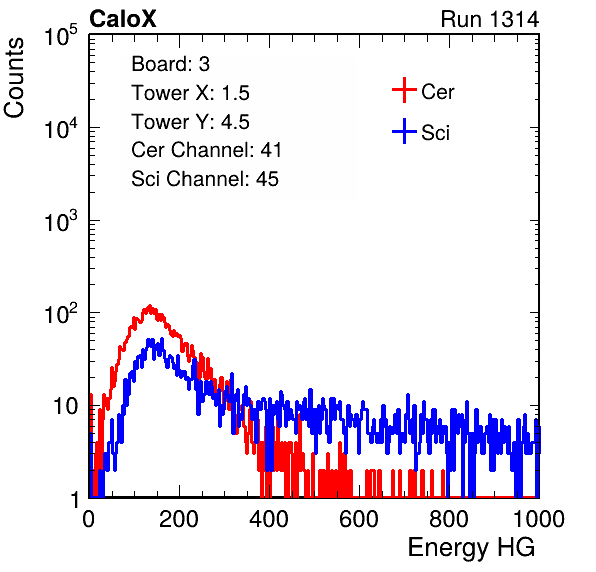 CaloX Run 1314
Counts
Board: 3
Tower X: 1.5
Tower Y: 4.5
Cer Channel: 41
Sci Channel: 45
Cer
Sci
10^5
10^4
10^3
10^2
10
1
0 200 400 600 800 1000
Energy HG